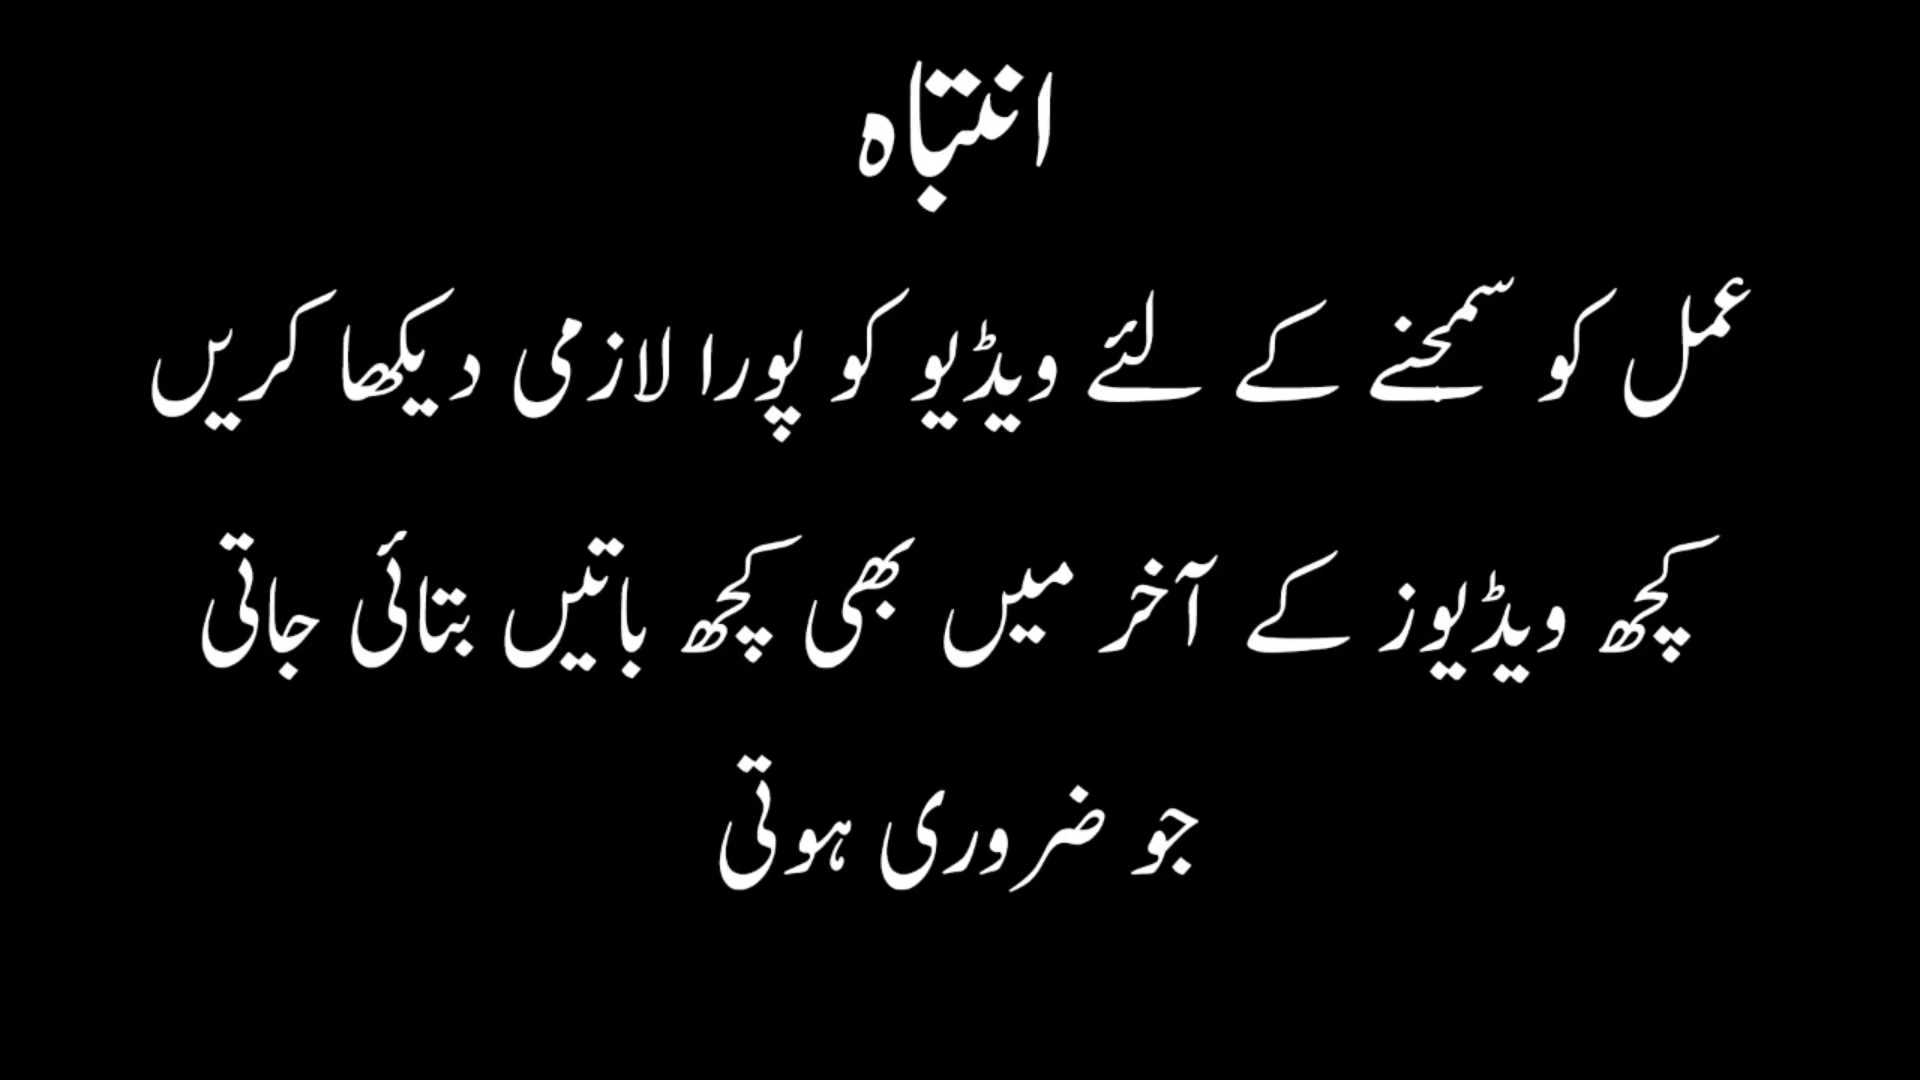 انتباہ
عمل کو سمجنے کے لئے ویڈیو کو پورا لازمی دیکھا کریں
کچھ ویڈیوز کے آخر میں بھی کچھ باتیں بتائی جاتی
جو ضروری ہوتی